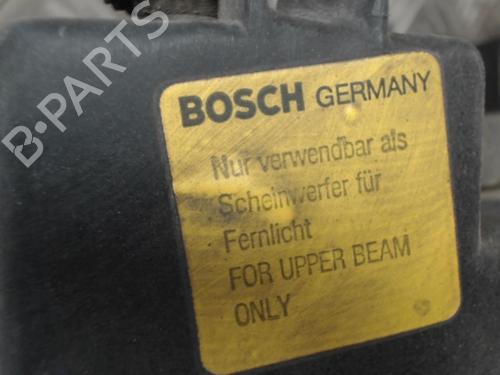 B-PARTS
BOSCH GERMANY
Nur verwendbar als
Scheinwerfer für
Fernlicht
FOR UPPER BEAM
ONLY